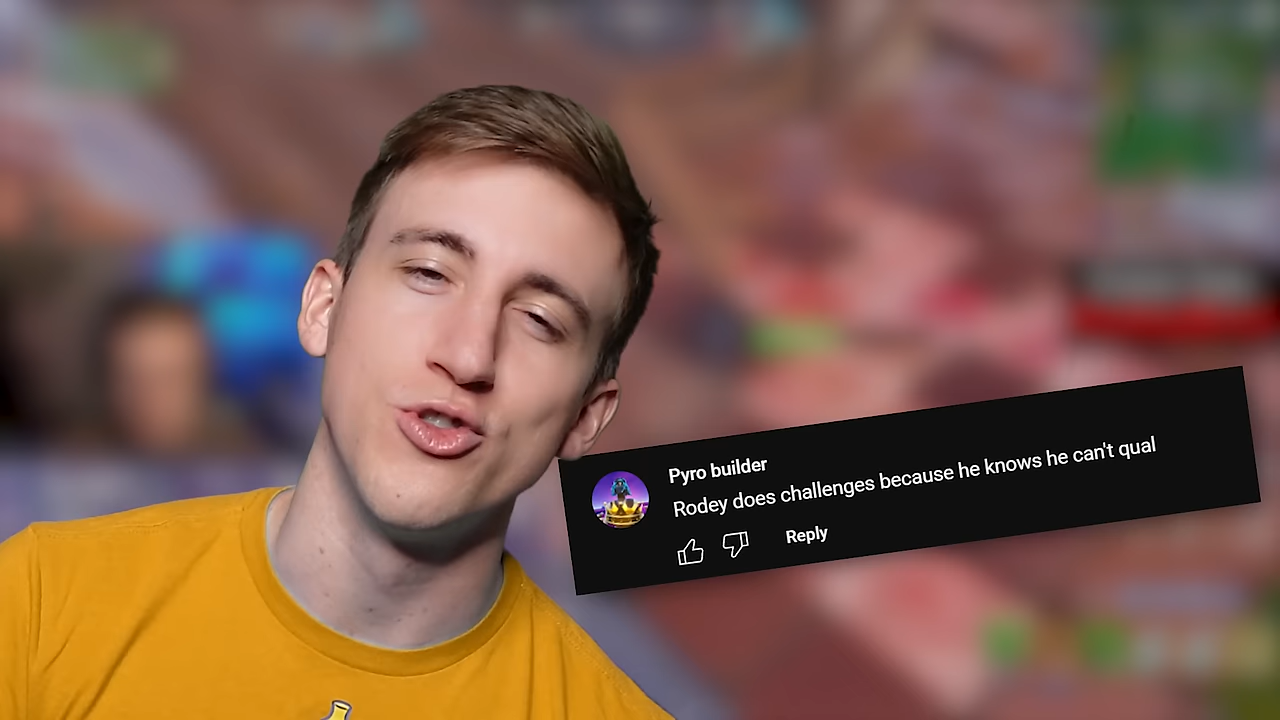 Pyro builder
Rodey does challenges because he knows he can't qual
Reply